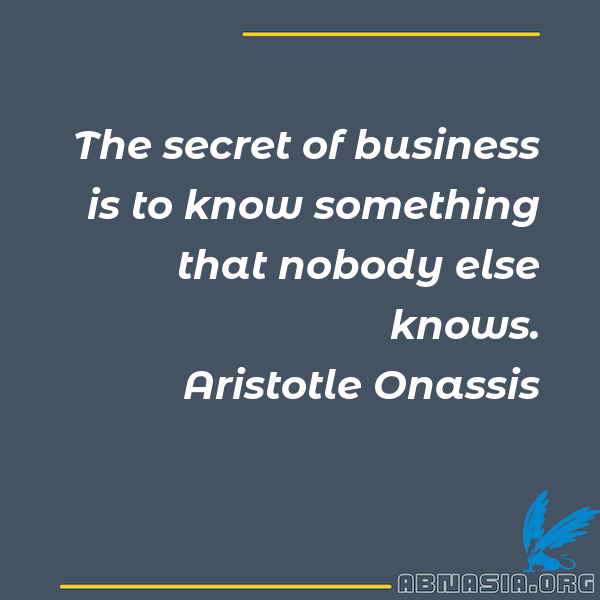 The secret of business
is to know something
that nobody else
knows.
Aristotle Onassis
ABNASIA.ORG